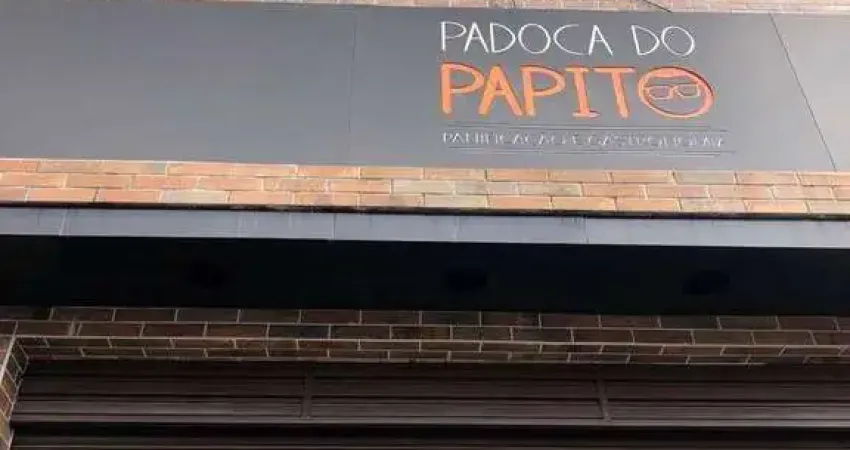 PADOCA DO
PAPITO
PANIFICAÇÃO E GASTRONOMIA